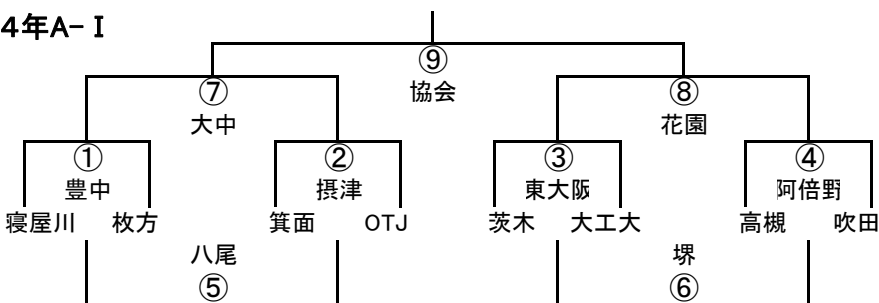 4年A-Ⅰ
⑨
協会
⑦ ⑧
大中 花園
① ② ③ ④
豊中 摂津 東大阪 阿倍野
寝屋川 枚方 箕面 OTJ 茨木 大工大 高槻 吹田
八尾 堺
⑤ ⑥